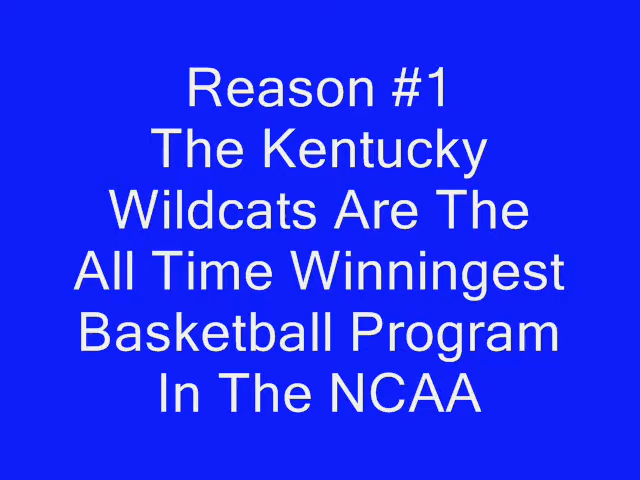 Reason #1
The Kentucky
Wildcats Are The
All Time Winningest
Basketball Program
In The NCAA